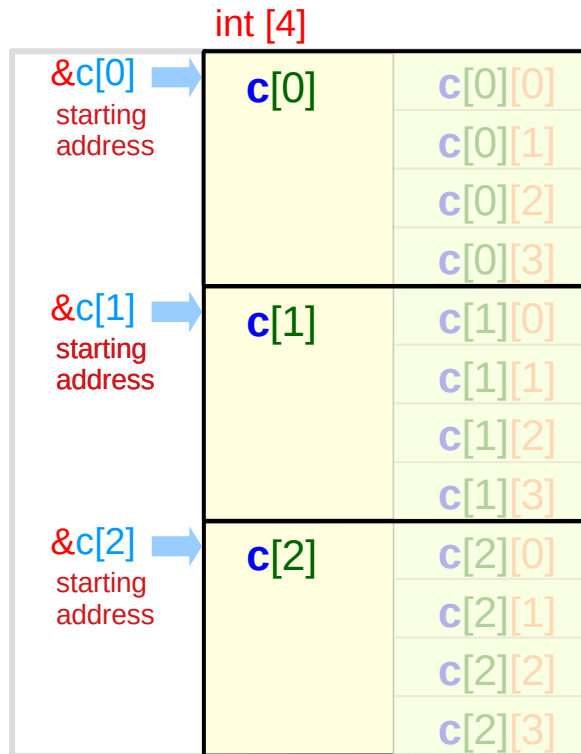 int [4]
&c[0]
starting
address
c[0]
c[0][0]
c[0][1]
c[0][2]
c[0][3]
&c[1]
starting
address
c[1]
c[1][0]
c[1][1]
c[1][2]
c[1][3]
&c[2]
starting
address
c[2]
c[2][0]
c[2][1]
c[2][2]
c[2][3]